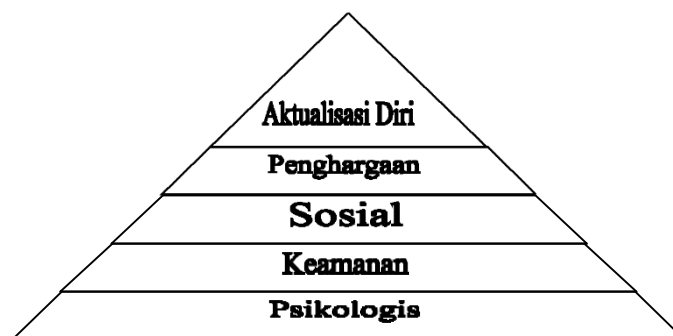 Aktualisasi Diri
Penghargaan
Sosial
Keamanan
Psikologis